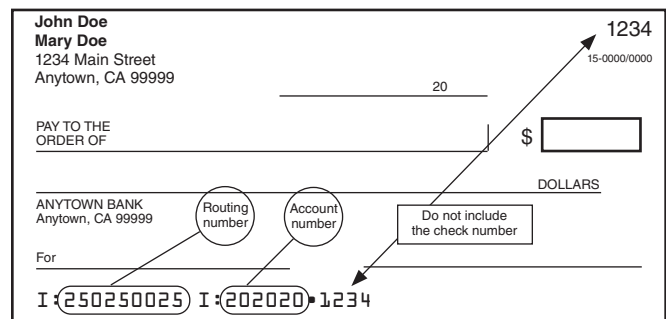 John Doe
Mary Doe
1234 Main Street
Anytown, CA 99999
1234
15-0000/0000
20
PAY TO THE
ORDER OF
$
DOLLARS
ANYTOWN BANK
Anytown, CA 99999
Routing
number
Account
number
Do not include
the check number
For
I:250250025 I:202020 1234